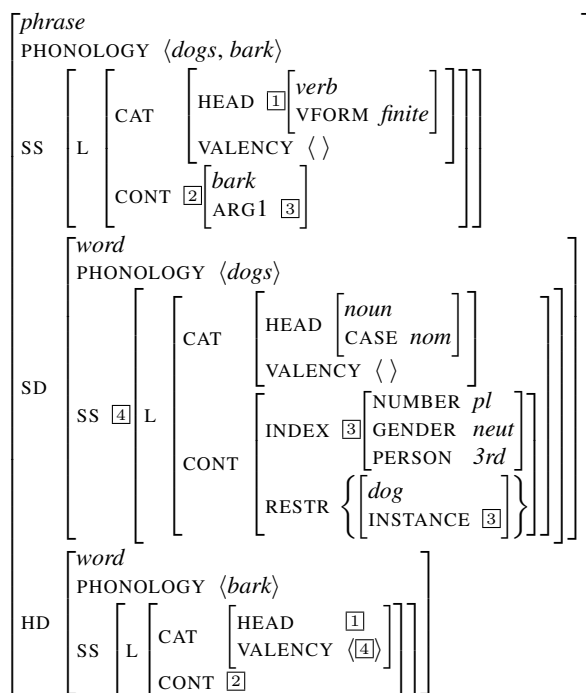 phrase
PHONOLOGY ⟨dogs, bark⟩
SS L CAT HEAD 1 verb
VFORM finite
VALENCY ⟨ ⟩
CONT 2 bark
ARG1 3
SD word
PHONOLOGY ⟨dogs⟩
SS 4 L CAT HEAD noun
CASE nom
VALENCY ⟨ ⟩
CONT INDEX 3 NUMBER pl
GENDER neut
PERSON 3rd
RESTR { dog
INSTANCE 3 }
HD word
PHONOLOGY ⟨bark⟩
SS L CAT HEAD 1
VALENCY ⟨4⟩
CONT 2